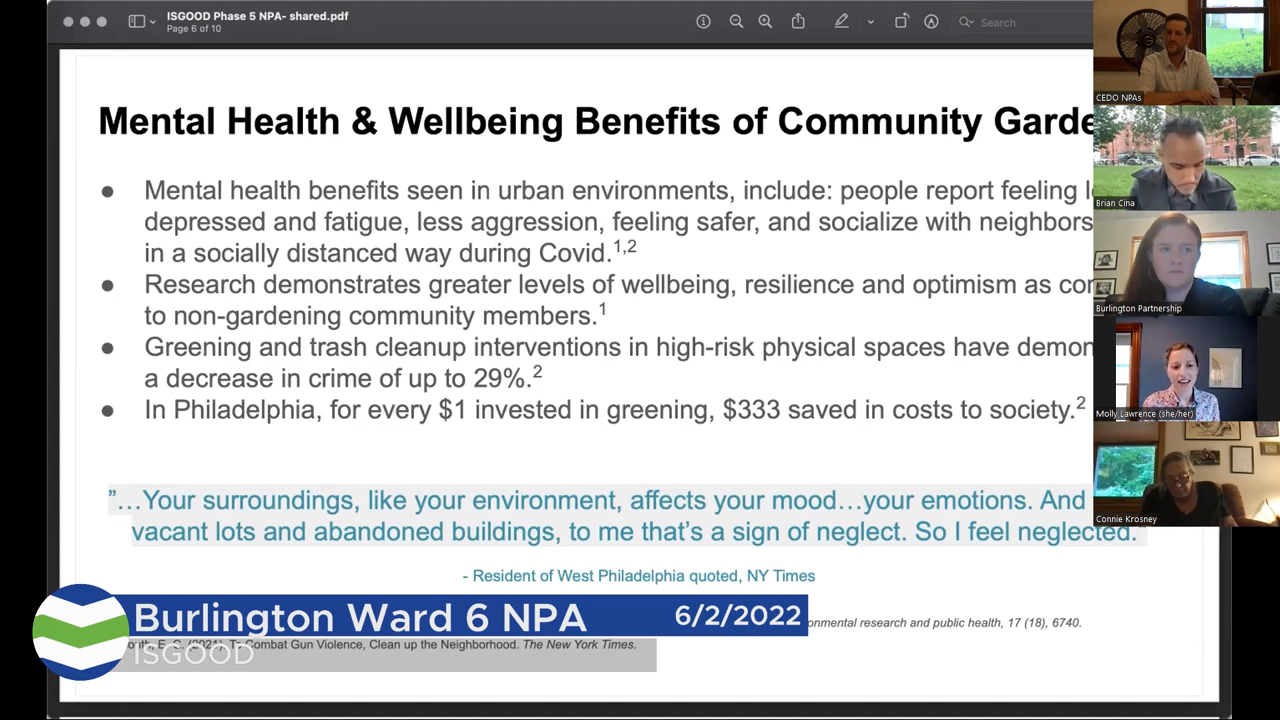 ISGOOD Phase 5 NPA- shared.pdf
Page 6 of 10
Search
Mental Health & Wellbeing Benefits of Community Garde
● Mental health benefits seen in urban environments, include: people report feeling l
depressed and fatigue, less aggression, feeling safer, and socialize with neighbors
in a socially distanced way during Covid.1,2
● Research demonstrates greater levels of wellbeing, resilience and optimism as co
to non-gardening community members.1
● Greening and trash cleanup interventions in high-risk physical spaces have demon
a decrease in crime of up to 29%.2
● In Philadelphia, for every $1 invested in greening, $333 saved in costs to society.2
"…Your surroundings, like your environment, affects your mood…your emotions. And
vacant lots and abandoned buildings, to me that's a sign of neglect. So I feel neglected."
- Resident of West Philadelphia quoted, NY Times
onmental research and public health, 17 (18), 6740.
E. C. (2021). To Combat Gun Violence, Clean up the Neighborhood. The New York Times.
Burlington Ward 6 NPA
6/2/2022
ISGOOD
CEDO NPAs
Brian Cina
Burlington Partnership
Molly Lawrence (she/her)
Connie Krosney